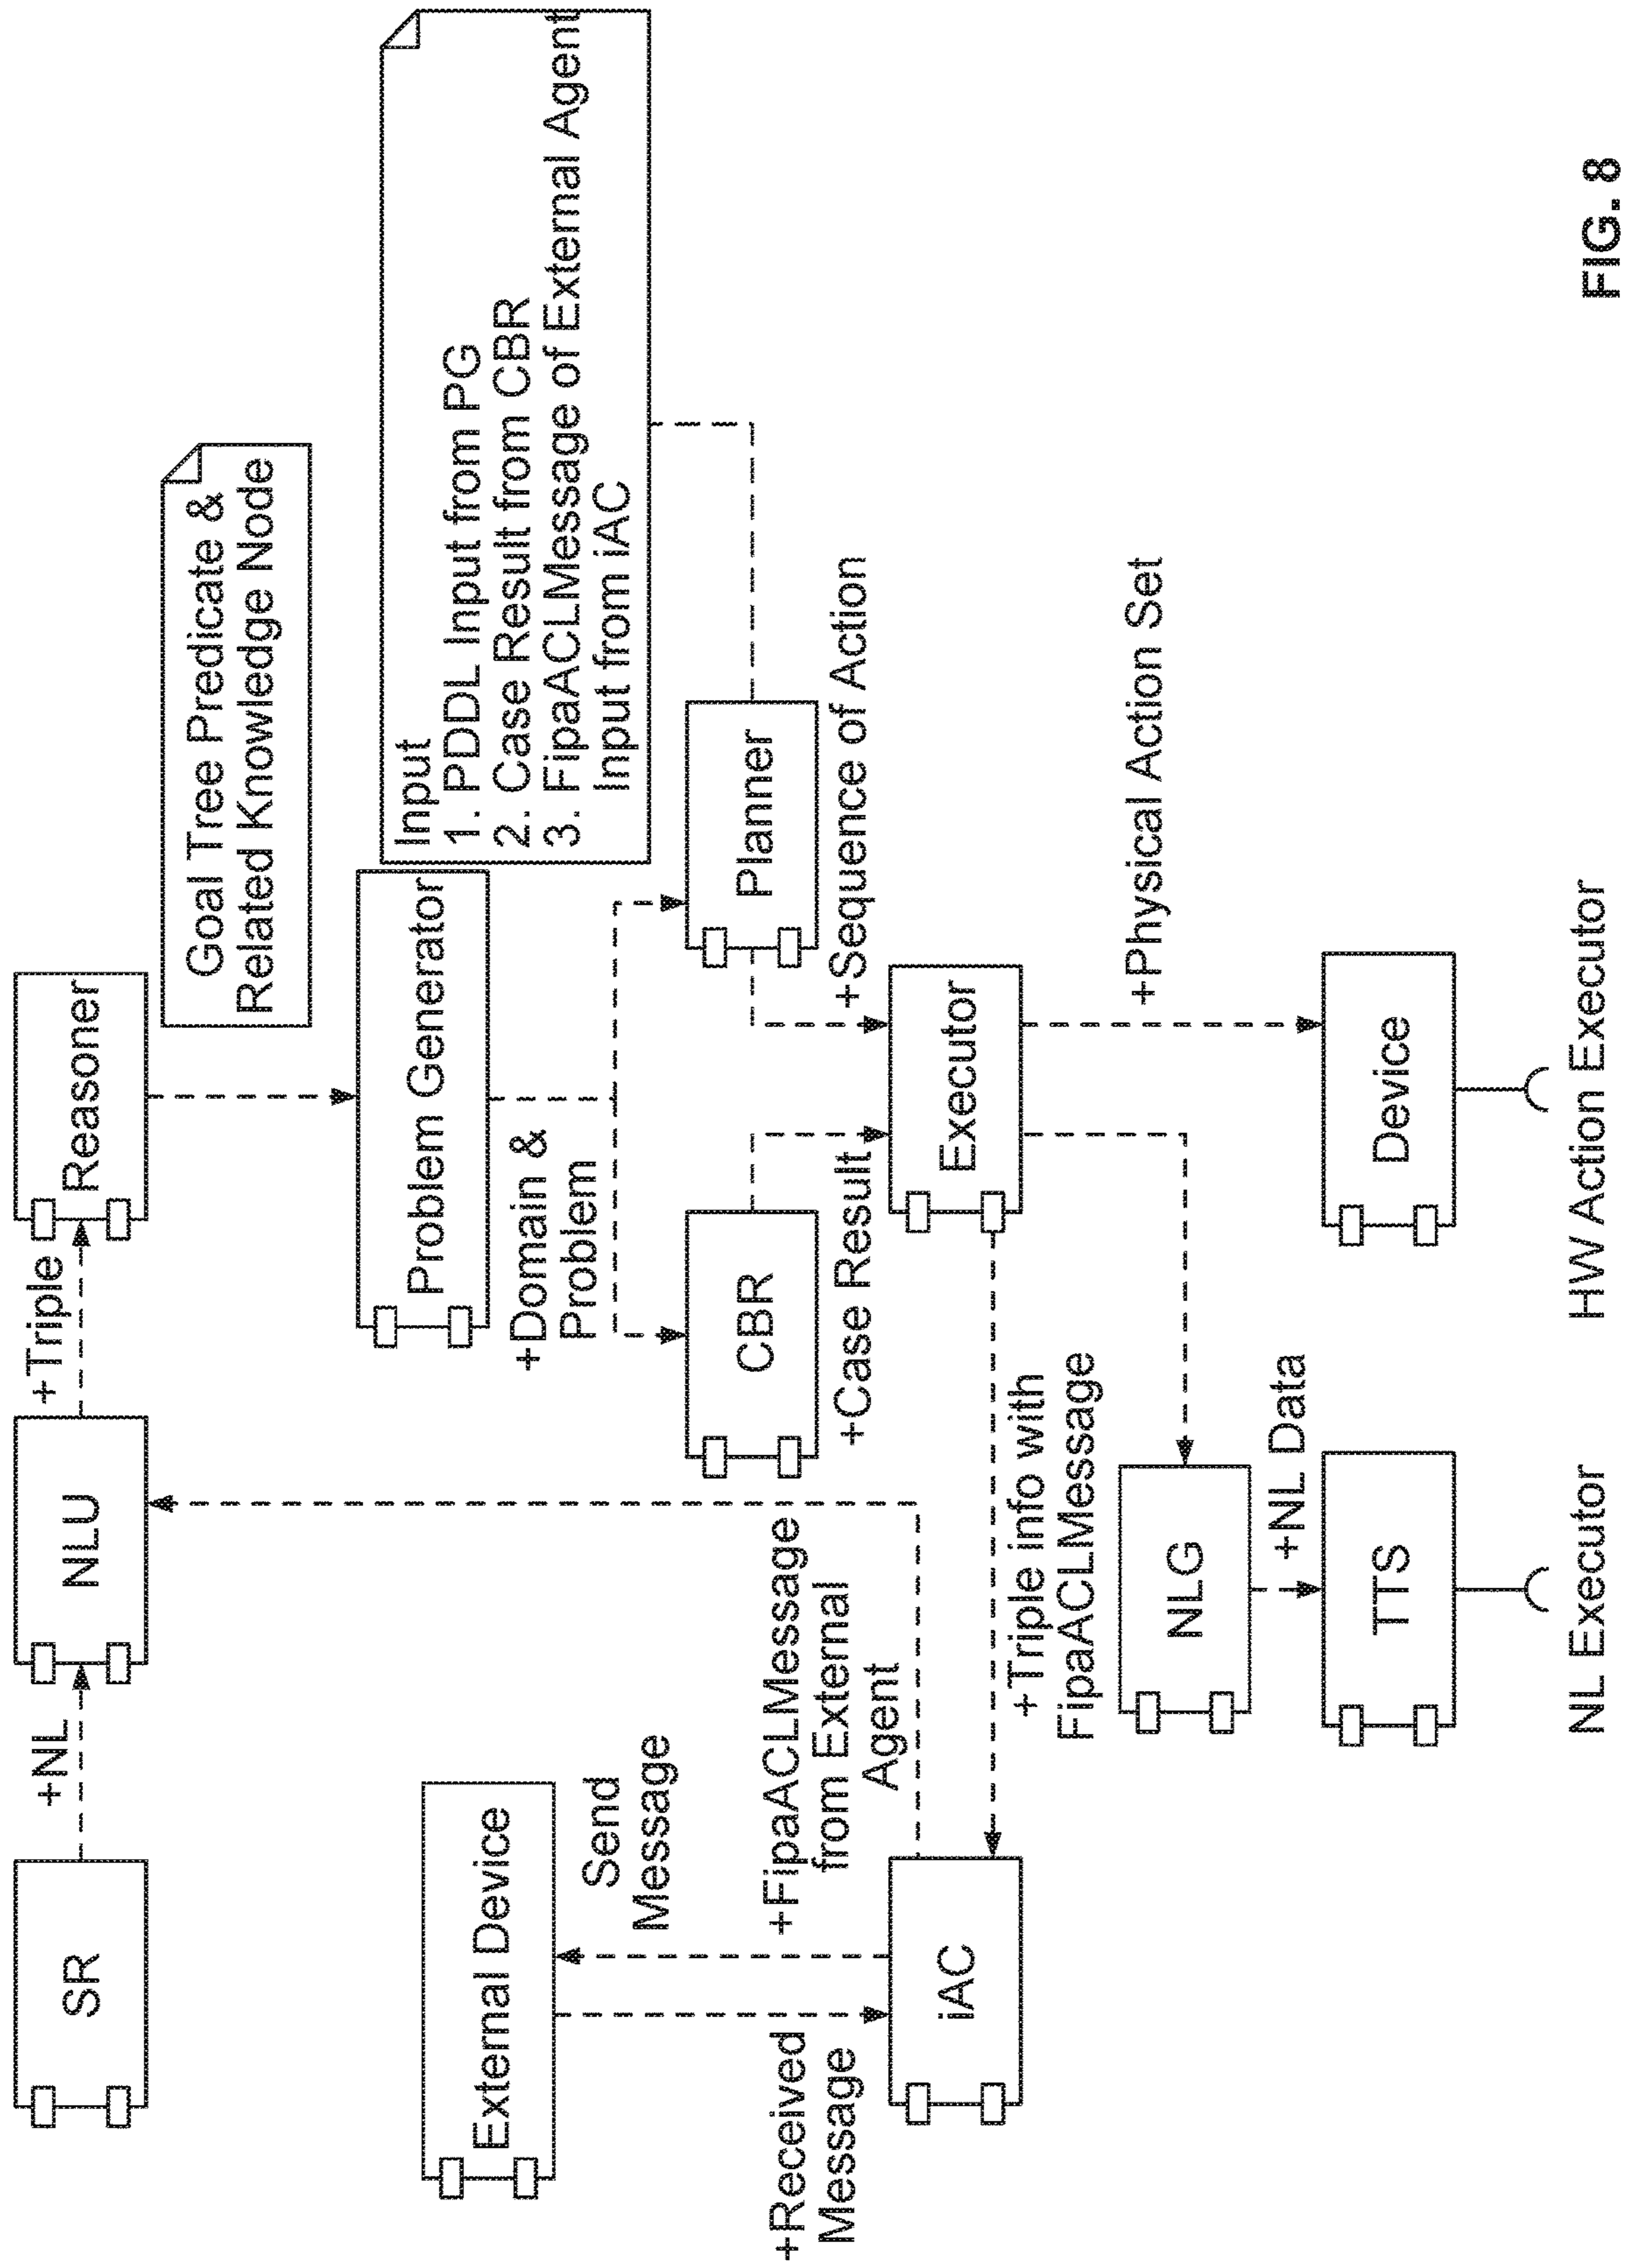 SR
+NL
NLU
+Triple
Reasoner
Goal Tree Predicate &
Related Knowledge Node
External Device
Send
Message
+Received
Message
+FipaACLMessage
from External
Agent
iAC
Problem Generator
+Domain &
Problem
Input
1. PDDL Input from PG
2. Case Result from CBR
3. FipaACLMessage of External Agent
Input from iAC
CBR
Planner
+Case Result
+Sequence of Action
Executor
+Triple info with
FipaACLMessage
+Physical Action Set
NLG
+NL Data
TTS
Device
NL Executor
HW Action Executor
FIG. 8